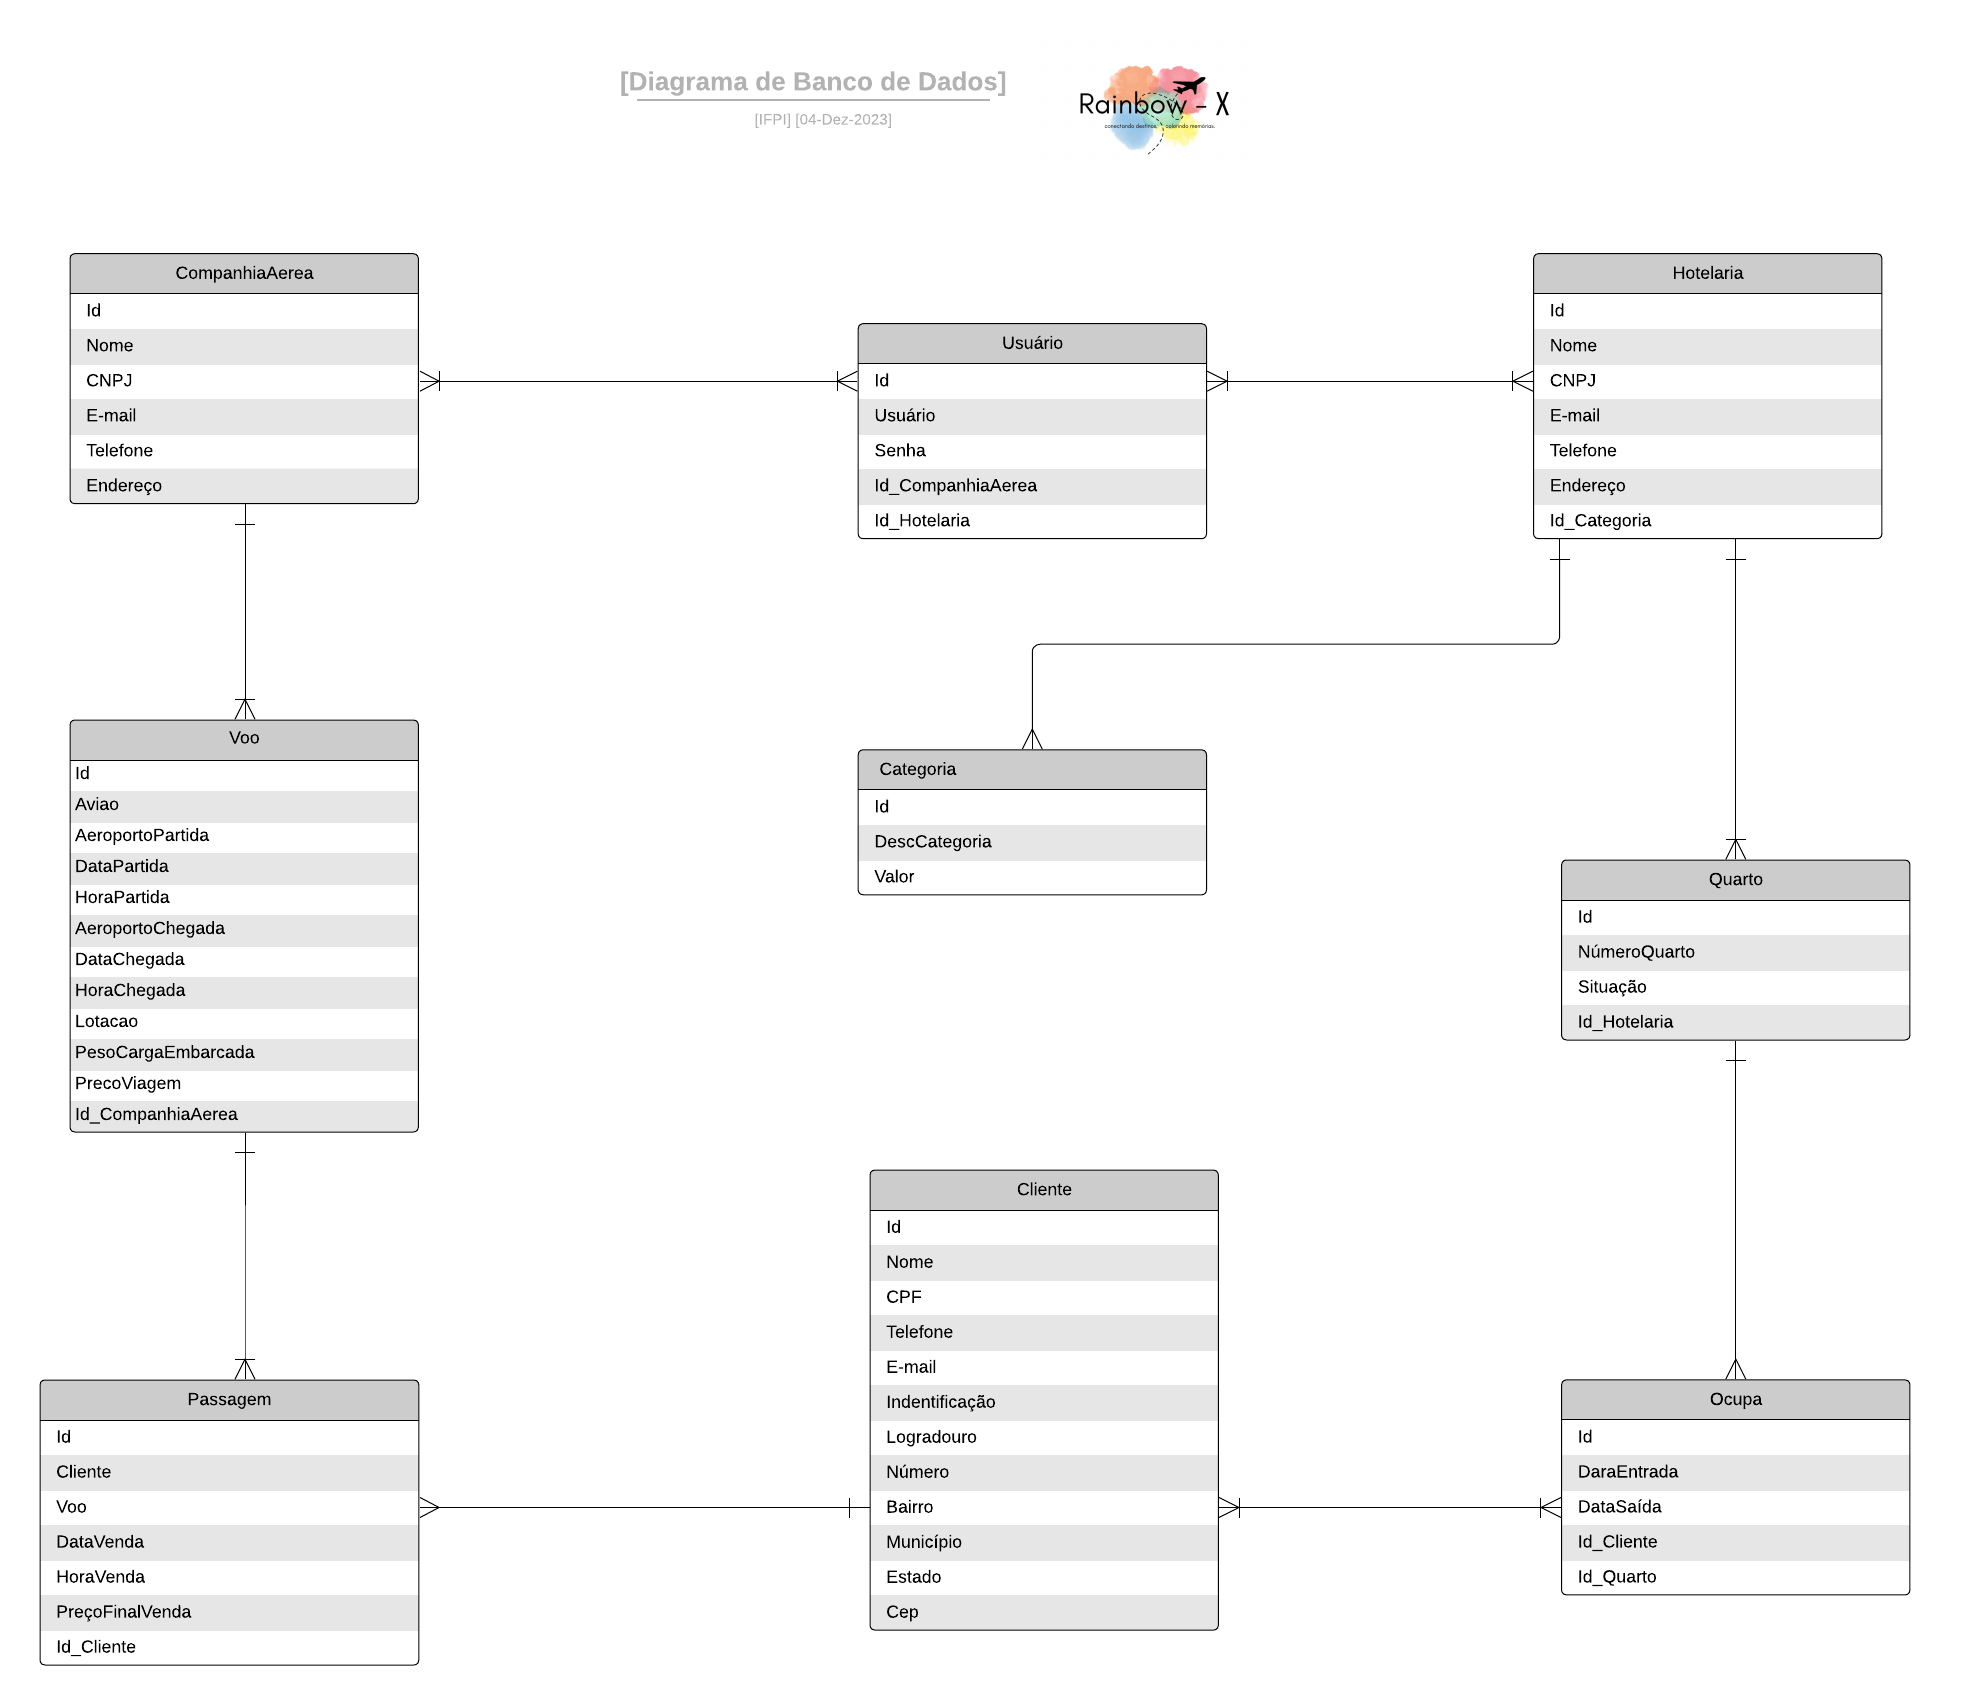 [Diagrama de Banco de Dados]
[IFPI] [04-Dez-2023]
Rainbow - X
conectando destinos, colorindo memórias.
CompanhiaAerea
Id
Nome
CNPJ
E-mail
Telefone
Endereço
Usuário
Id
Usuário
Senha
Id_CompanhiaAerea
Id_Hotelaria
Hotelaria
Id
Nome
CNPJ
E-mail
Telefone
Endereço
Id_Categoria
Voo
Id
Aviao
AeroportoPartida
DataPartida
HoraPartida
AeroportoChegada
DataChegada
HoraChegada
Lotacao
PesoCargaEmbarcada
PrecoViagem
Id_CompanhiaAerea
Categoria
Id
DescCategoria
Valor
Quarto
Id
NúmeroQuarto
Situação
Id_Hotelaria
Passagem
Id
Cliente
Voo
DataVenda
HoraVenda
PreçoFinalVenda
Id_Cliente
Cliente
Id
Nome
CPF
Telefone
E-mail
Indentificação
Logradouro
Número
Bairro
Município
Estado
Cep
Ocupa
Id
DaraEntrada
DataSaída
Id_Cliente
Id_Quarto